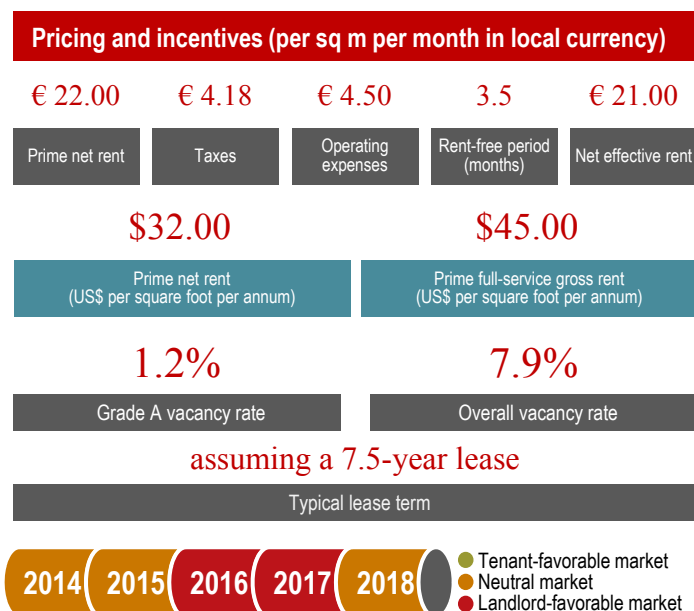 Pricing and incentives (per sq m per month in local currency)
€ 22.00 € 4.18 € 4.50 3.5 € 21.00
Prime net rent Taxes Operating expenses Rent-free period (months) Net effective rent
$32.00 $45.00
Prime net rent Prime full-service gross rent
(US$ per square foot per annum) (US$ per square foot per annum)
1.2% 7.9%
Grade A vacancy rate Overall vacancy rate
assuming a 7.5-year lease
Typical lease term
2014 2015 2016 2017 2018
Tenant-favorable market
Neutral market
Landlord-favorable market